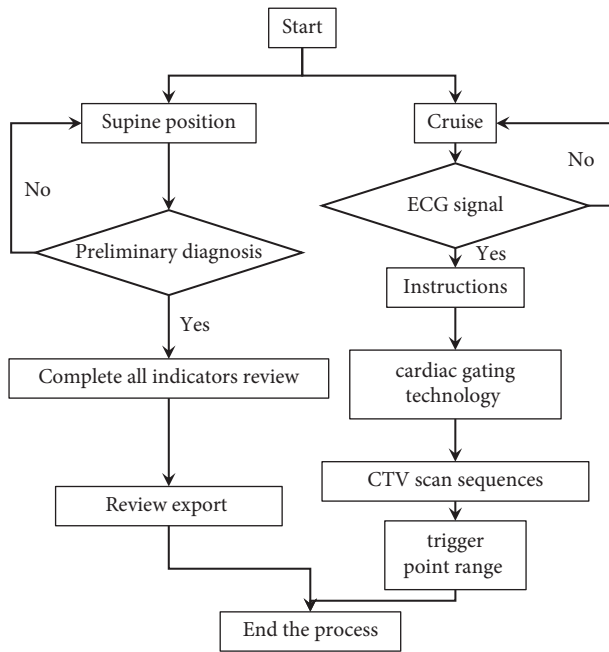 Start
Supine position
Cruise
No
No
ECG signal
Preliminary diagnosis
Yes
Instructions
Yes
Complete all indicators review
cardiac gating
technology
CTV scan sequences
Review export
trigger
point range
End the process